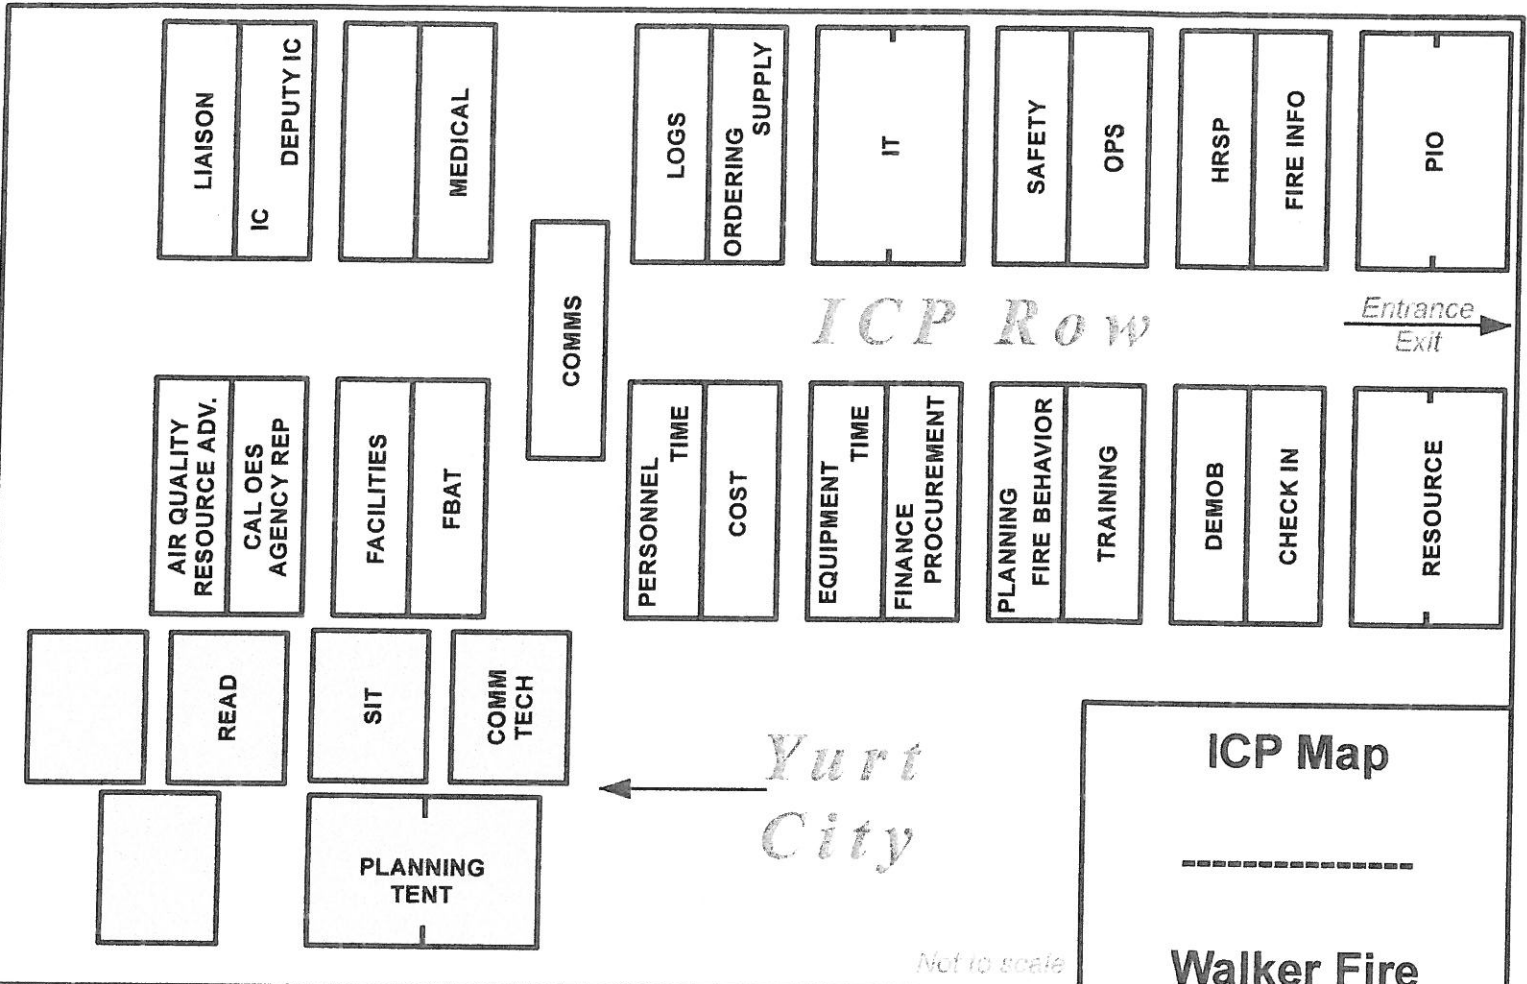 LIAISON
IC
DEPUTY IC
MEDICAL
LOGS
ORDERING
SUPPLY
IT
SAFETY
OPS
HRSP
FIRE INFO
PIO
COMMS
ICP Row
Entrance
Exit
AIR QUALITY
RESOURCE ADV.
CAL OES
AGENCY REP
FACILITIES
FBAT
PERSONNEL
TIME
COST
EQUIPMENT
TIME
FINANCE
PROCUREMENT
PLANNING
FIRE BEHAVIOR
TRAINING
DEMOB
CHECK IN
RESOURCE
READ
SIT
COMM
TECH
Yurt
City
PLANNING
TENT
Not to scale
ICP Map
----------------
Walker Fire